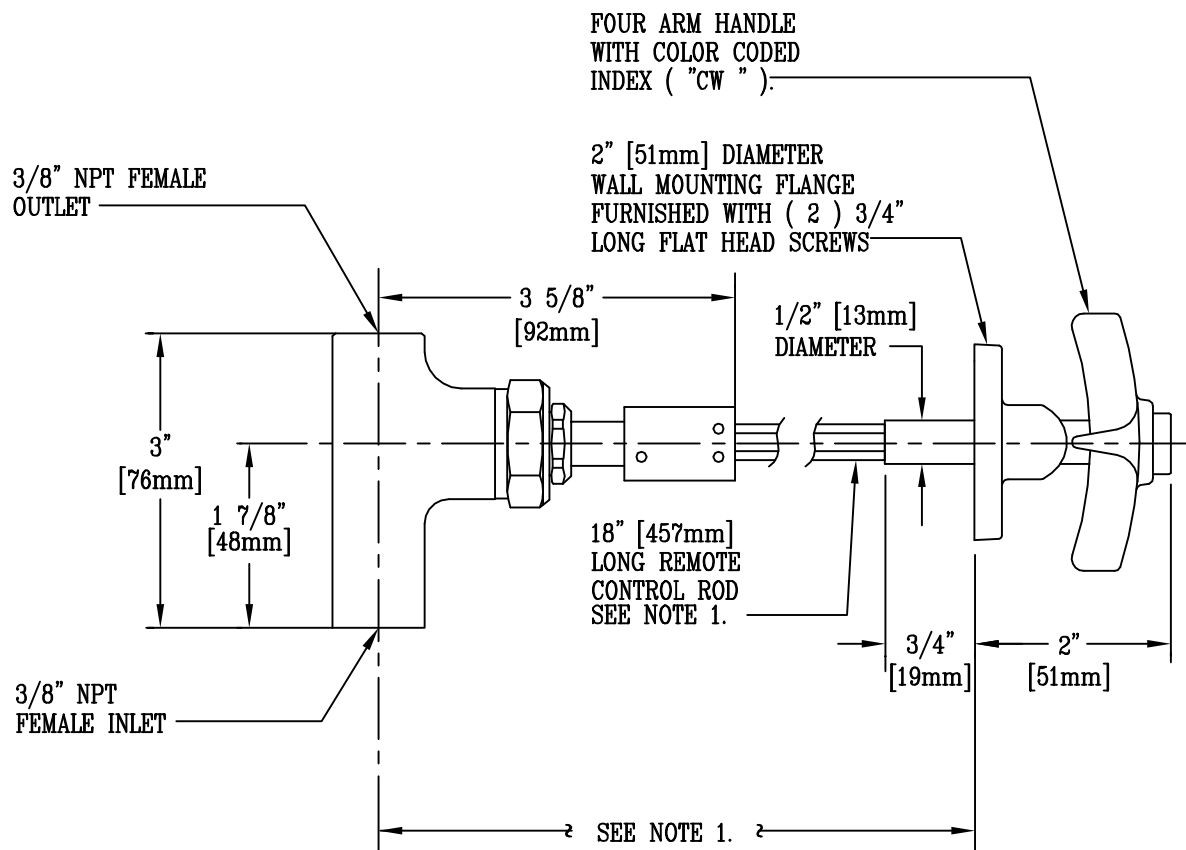 FOUR ARM HANDLE
WITH COLOR CODED
INDEX ( "CW " ).
2" [51mm] DIAMETER
WALL MOUNTING FLANGE
FURNISHED WITH ( 2 ) 3/4"
LONG FLAT HEAD SCREWS
3/8" NPT FEMALE
OUTLET
3 5/8"
[92mm]
1/2" [13mm]
DIAMETER
3"
[76mm]
1 7/8"
[48mm]
18" [457mm]
LONG REMOTE
CONTROL ROD
SEE NOTE 1.
3/4"
[19mm]
2"
[51mm]
3/8" NPT
FEMALE INLET
SEE NOTE 1.